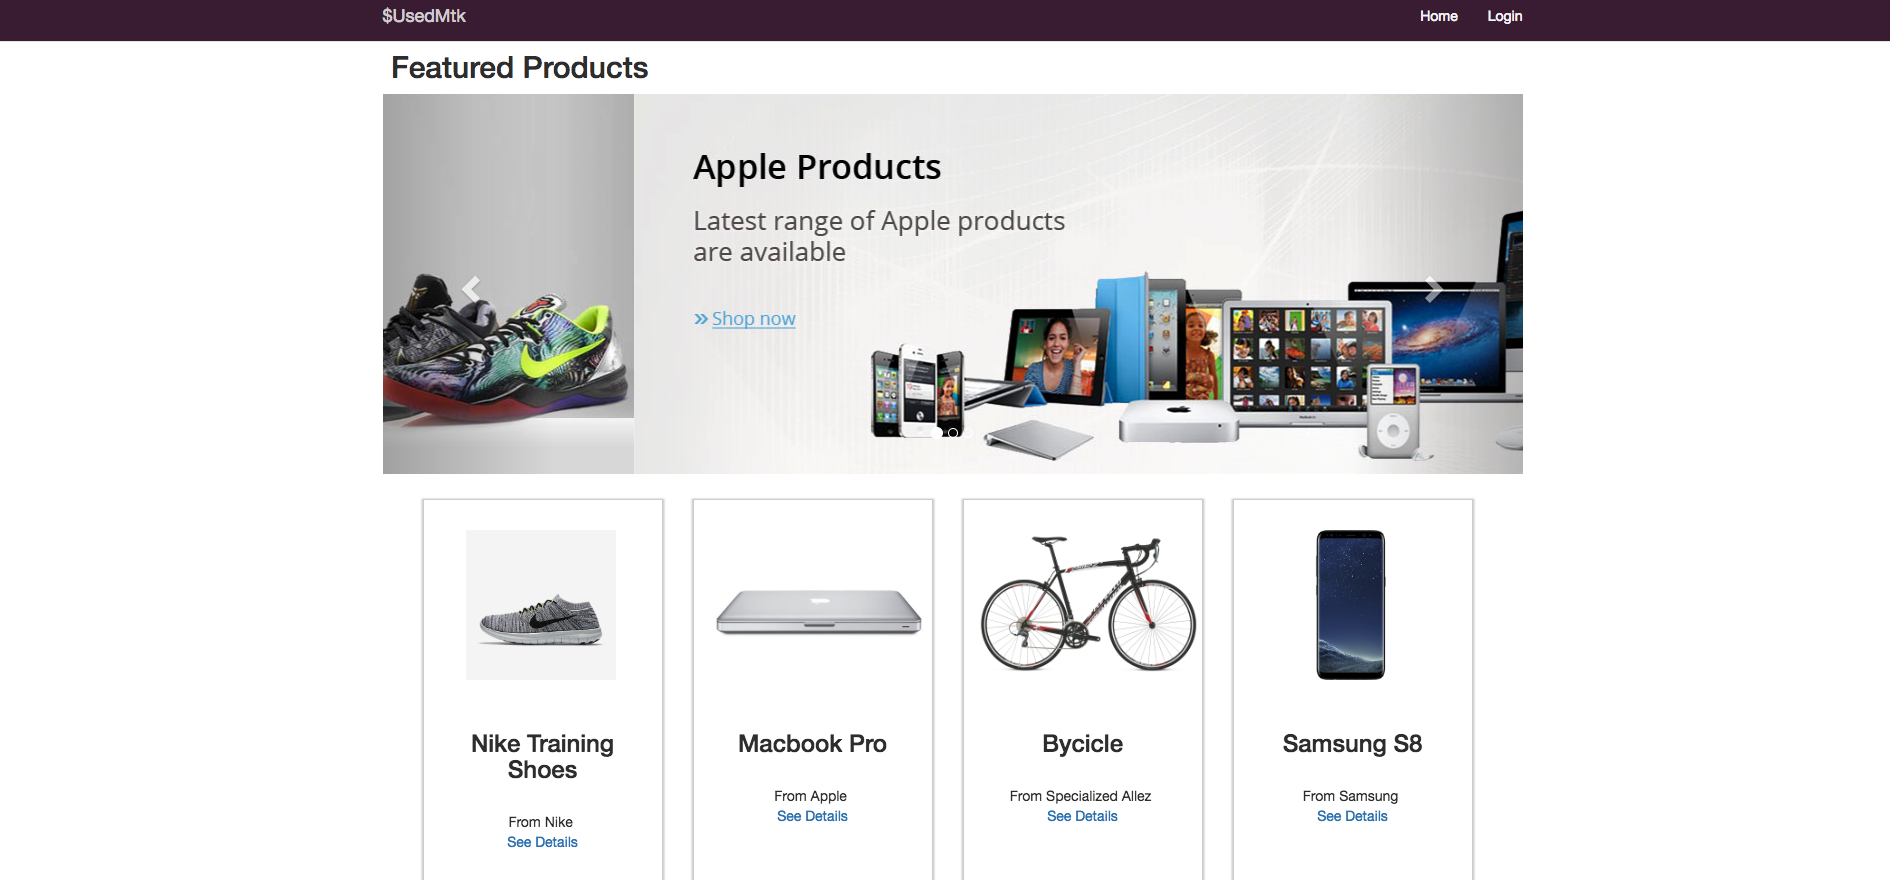 $UsedMtk
Home
Login
Featured Products
Apple Products
Latest range of Apple products
are available
Shop now
Nike Training
Shoes
From Nike
See Details
Macbook Pro
From Apple
See Details
Bycicle
From Specialized Allez
See Details
Samsung S8
From Samsung
See Details